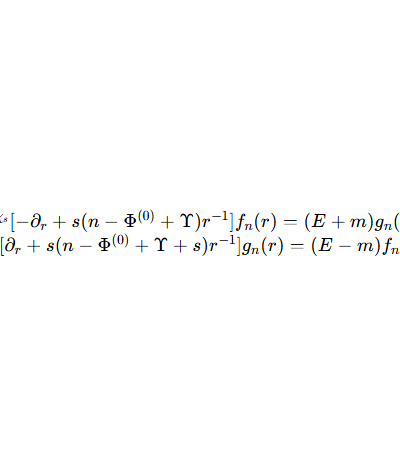 [−∂_r + s(n − Φ^{(0)} + ϒ)r^{−1}]f_n(r) = (E + m)g_n(
[∂_r + s(n − Φ^{(0)} + ϒ + s)r^{−1}]g_n(r) = (E − m)f_n